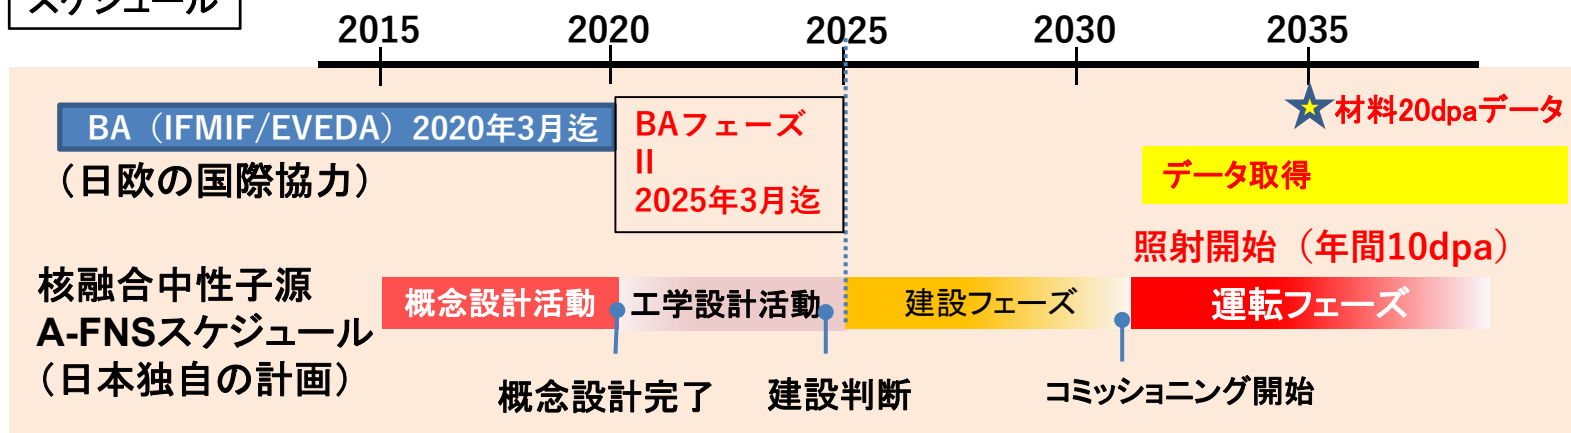 スケジュール
2015 2020 2025 2030 2035
BA（IFMIF/EVEDA）2020年3月迄
（日欧の国際協力）
BAフェーズ
II
2025年3月迄
材料20dpaデータ
データ取得
照射開始（年間10dpa）
核融合中性子源
A-FNSスケジュール
（日本独自の計画）
概念設計活動 工学設計活動 建設フェーズ 運転フェーズ
概念設計完了 建設判断 コミッショニング開始